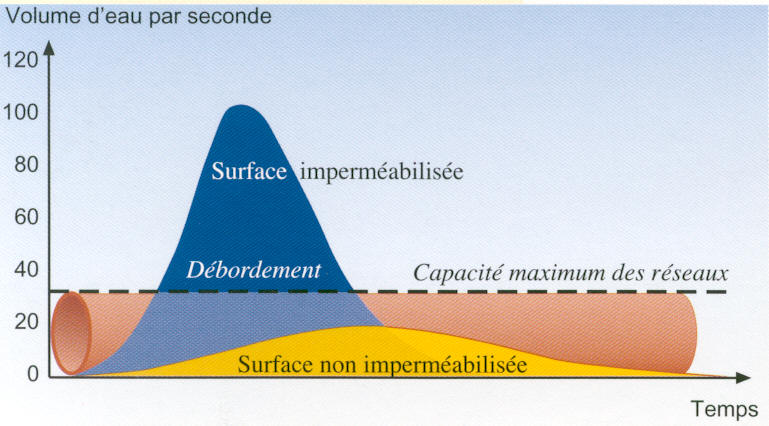 Volume d'eau par seconde
120
100
80
60
40
20
0
Surface imperméabilisée
Débordement
Capacité maximum des réseaux
Surface non imperméabilisée
Temps